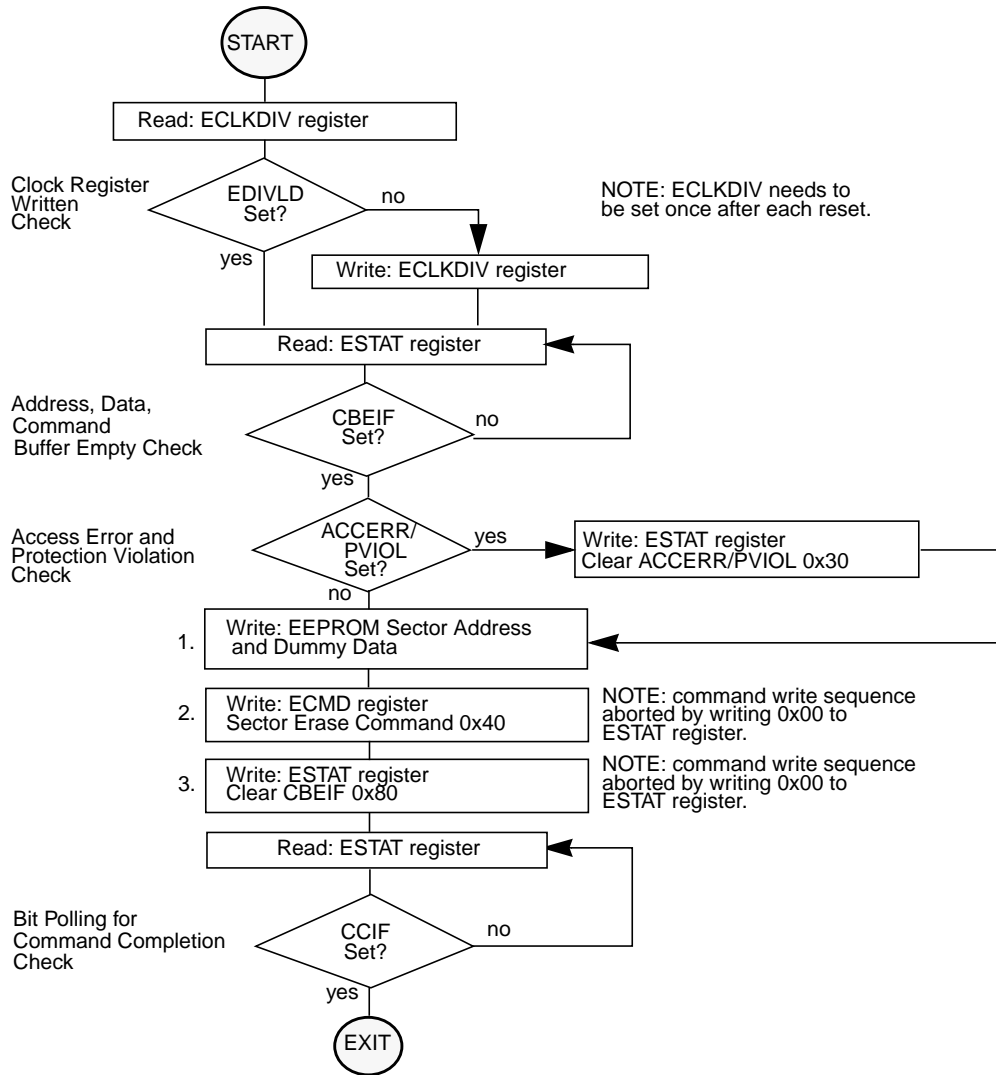 START
Read: ECLKDIV register
Clock Register
Written
Check
EDIVLD
Set?
no
yes
NOTE: ECLKDIV needs to
be set once after each reset.
Write: ECLKDIV register
Read: ESTAT register
Address, Data,
Command
Buffer Empty Check
CBEIF
Set?
no
yes
Access Error and
Protection Violation
Check
ACCERR/
PVIOL
Set?
yes
no
Write: ESTAT register
Clear ACCERR/PVIOL 0x30
1.
Write: EEPROM Sector Address
and Dummy Data
2.
Write: ECMD register
Sector Erase Command 0x40
NOTE: command write sequence
aborted by writing 0x00 to
ESTAT register.
3.
Write: ESTAT register
Clear CBEIF 0x80
NOTE: command write sequence
aborted by writing 0x00 to
ESTAT register.
Read: ESTAT register
Bit Polling for
Command Completion
Check
CCIF
Set?
no
yes
EXIT